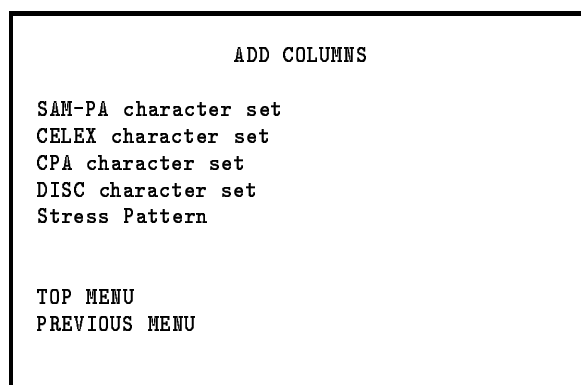 ADD COLUMNS
SAM-PA character set
CELEX character set
CPA character set
DISC character set
Stress Pattern
TOP MENU
PREVIOUS MENU